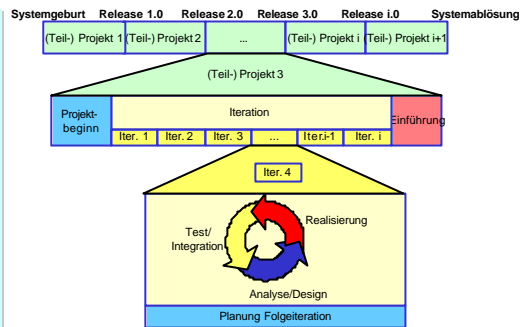 Systemgeburt Release 1.0 Release 2.0 Release 3.0 Release i.0 Systemablösung
(Teil-) Projekt 1 (Teil-) Projekt 2 ... (Teil-) Projekt i (Teil-) Projekt i+1
(Teil-) Projekt 3
Projekt-
beginn
Iteration
Einführung
Iter. 1 Iter. 2 Iter. 3 ... Iter.i-1 Iter. i
Iter. 4
Test/
Integration
Realisierung
Analyse/Design
Planung Folgeiteration